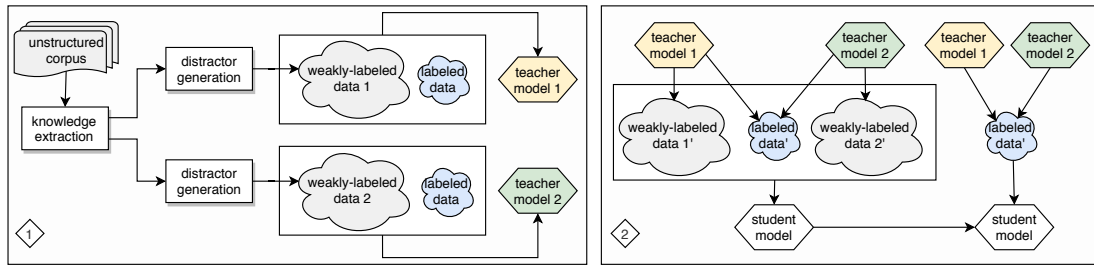 unstructured
corpus
knowledge
extraction
distractor
generation
weakly-labeled
data 1
labeled
data
teacher
model 1
distractor
generation
weakly-labeled
data 2
labeled
data
teacher
model 2
1
teacher
model 1
teacher
model 2
teacher
model 1
teacher
model 2
weakly-labeled
data 1'
labeled
data'
weakly-labeled
data 2'
labeled
data'
student
model
student
model
2